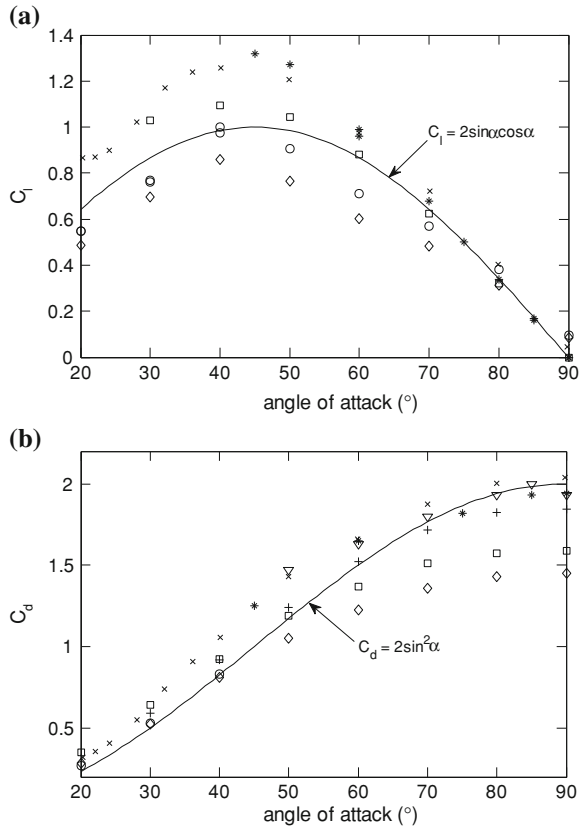 (a)
1.4
1.2
1
0.8
0.6
0.4
0.2
0
C_l
C_l = 2sinαcosα
20 30 40 50 60 70 80 90
angle of attack (°)
(b)
2
1.5
1
0.5
C_d
C_d = 2sin²α
20 30 40 50 60 70 80 90
angle of attack (°)